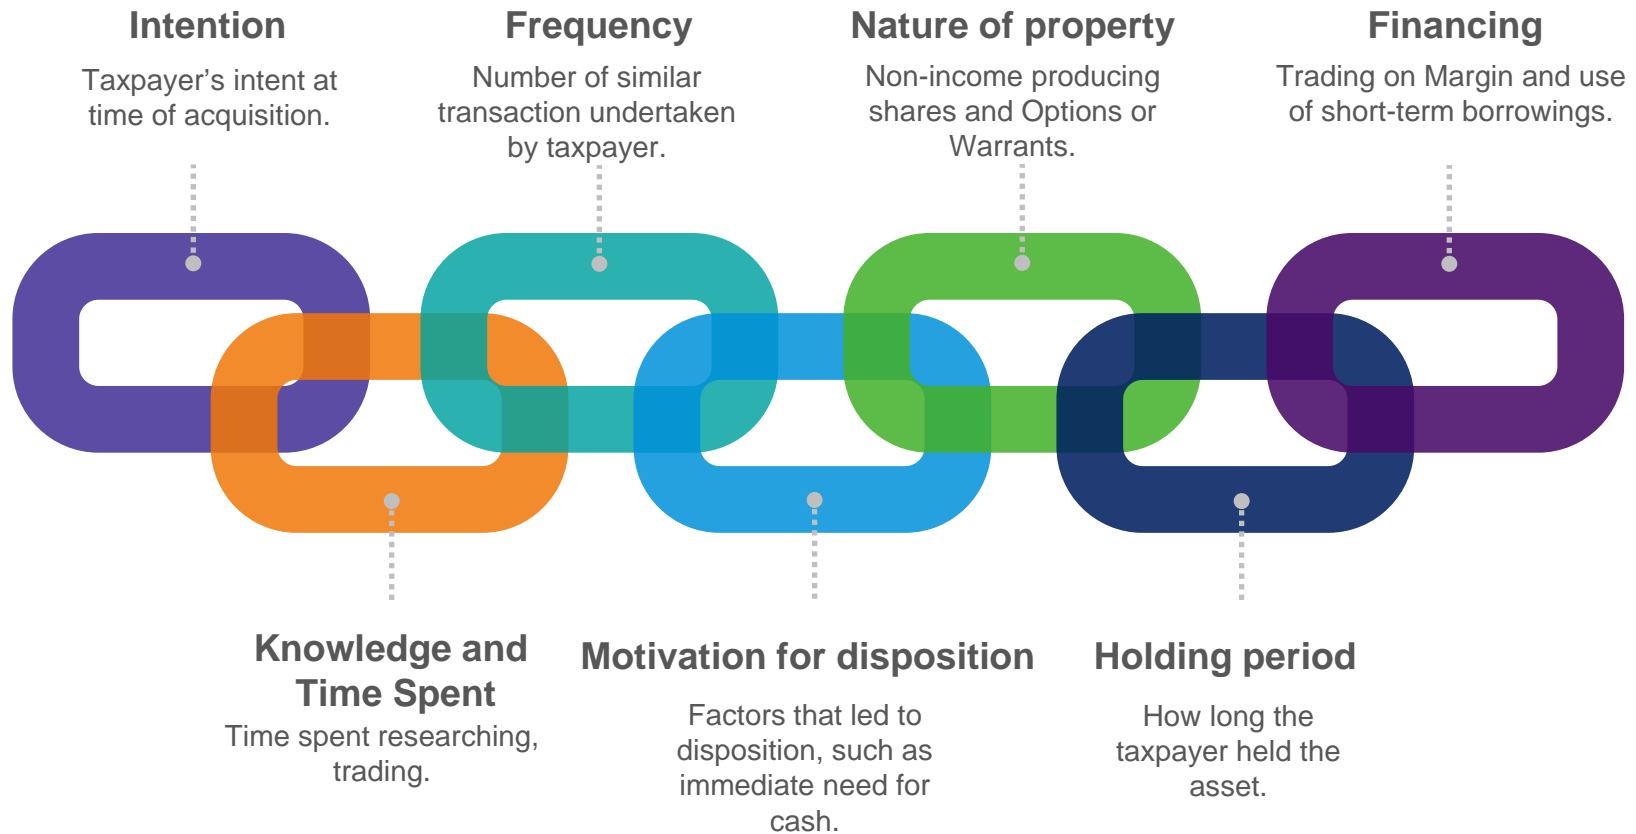 Intention
Taxpayer's intent at
time of acquisition.
Frequency
Number of similar
transaction undertaken
by taxpayer.
Nature of property
Non-income producing
shares and Options or
Warrants.
Financing
Trading on Margin and use
of short-term borrowings.
Knowledge and
Time Spent
Time spent researching,
trading.
Motivation for disposition
Factors that led to
disposition, such as
immediate need for
cash.
Holding period
How long the
taxpayer held the
asset.